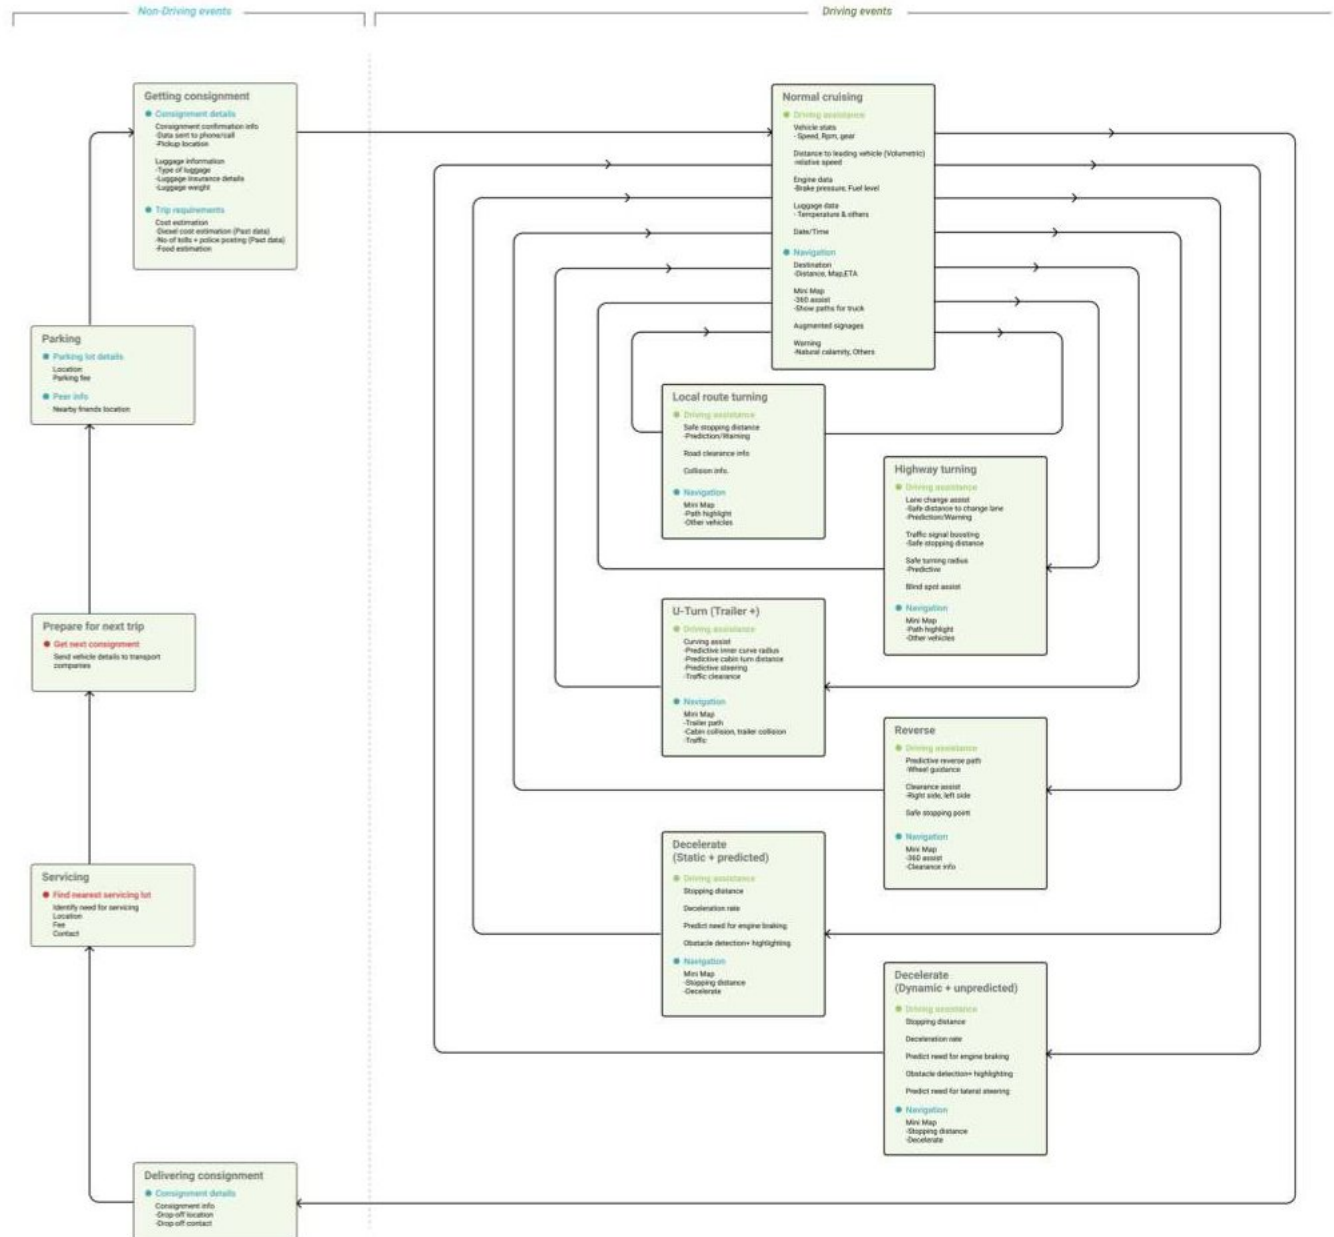 Non-Driving events
Driving events
Getting consignment
Consignment details
Consignment confirmation info
-Data sent to phone/call
-Pickup location
Luggage information
-Type of luggage
-Luggage insurance details
-Luggage weight
Trip requirements
Cost estimation
-Diesel cost estimation (Past data)
-No of tolls + police posting (Past data)
-Food estimation
Parking
Parking lot details
Location
Parking fee
Peer info
Nearby friends location
Prepare for next trip
Get next consignment
Send vehicle details to transport
companies
Servicing
Find nearest servicing lot
Identify need for servicing
Location
Fee
Contact
Delivering consignment
Consignment details
Consignment info
-Drop-off location
-Drop-off contact
Normal cruising
Driving assistance
Vehicle stats
- Speed, Rpm, gear
Distance to leading vehicle (Volumetric)
+relative speed
Engine data
-Brake pressure, Fuel level
Luggage data
- Temperature & others
Date/Time
Navigation
Destination
-Distance, Map,ETA
Mini Map
-360 assist
-Show paths for truck
Augmented signages
Warning
-Natural calamity, Others
Local route turning
Driving assistance
Safe stopping distance
-Prediction/Warning
Road clearance info
Collision info.
Navigation
Mini Map
-Path highlight
-Other vehicles
Highway turning
Driving assistance
Lane change assist
-Safe distance to change lane
-Prediction/Warning
Traffic signal boosting
-Safe stopping distance
Safe turning radius
-Predictive
Blind spot assist
Navigation
Mini Map
-Path highlight
-Other vehicles
U-Turn (Trailer +)
Driving assistance
Curving assist
-Predictive inner curve radius
-Predictive cabin turn distance
-Predictive steering
-Traffic clearance
Navigation
Mini Map
-Trailer path
-Cabin collision, trailer collision
-Traffic
Reverse
Driving assistance
Predictive reverse path
-Wheel guidance
Clearance assist
-Right side, left side
Safe stopping point
Navigation
Mini Map
-360 assist
-Clearance info
Decelerate
(Static + predicted)
Driving assistance
Stopping distance
Deceleration rate
Predict need for engine braking
Obstacle detection+ highlighting
Navigation
Mini Map
-Stopping distance
-Decelerate
Decelerate
(Dynamic + unpredicted)
Driving assistance
Stopping distance
Deceleration rate
Predict need for engine braking
Obstacle detection+ highlighting
Predict need for lateral steering
Navigation
Mini Map
-Stopping distance
-Decelerate